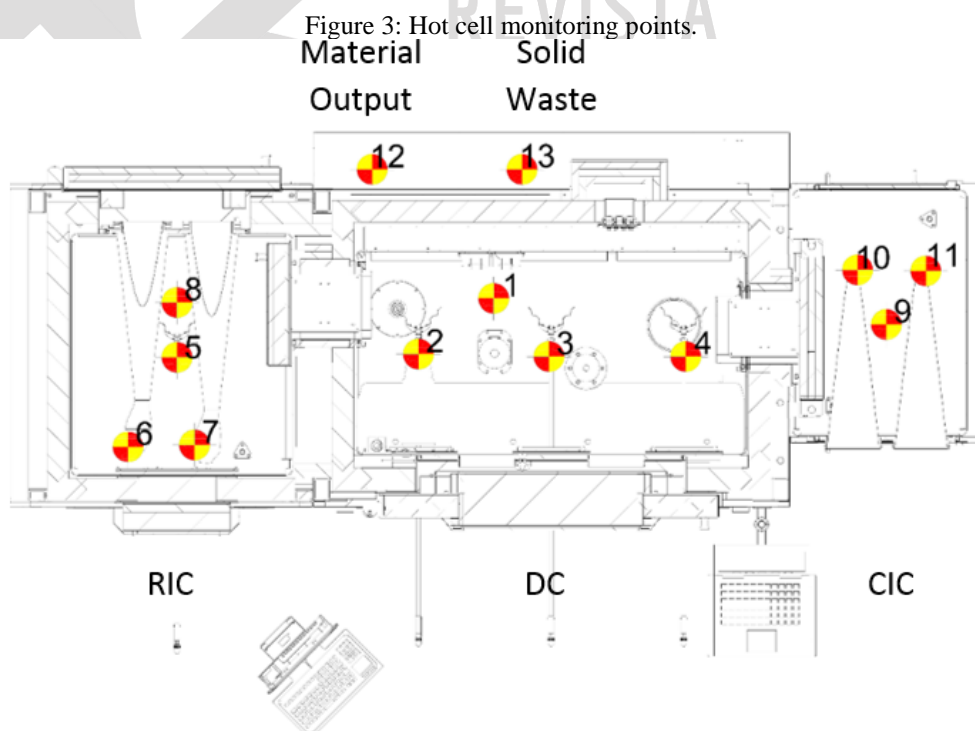 REVISTA
Figure 3: Hot cell monitoring points.
Material Solid
Output Waste
12 13
10 11
8 1 9
5 2 3 4
6 7
RIC DC CIC